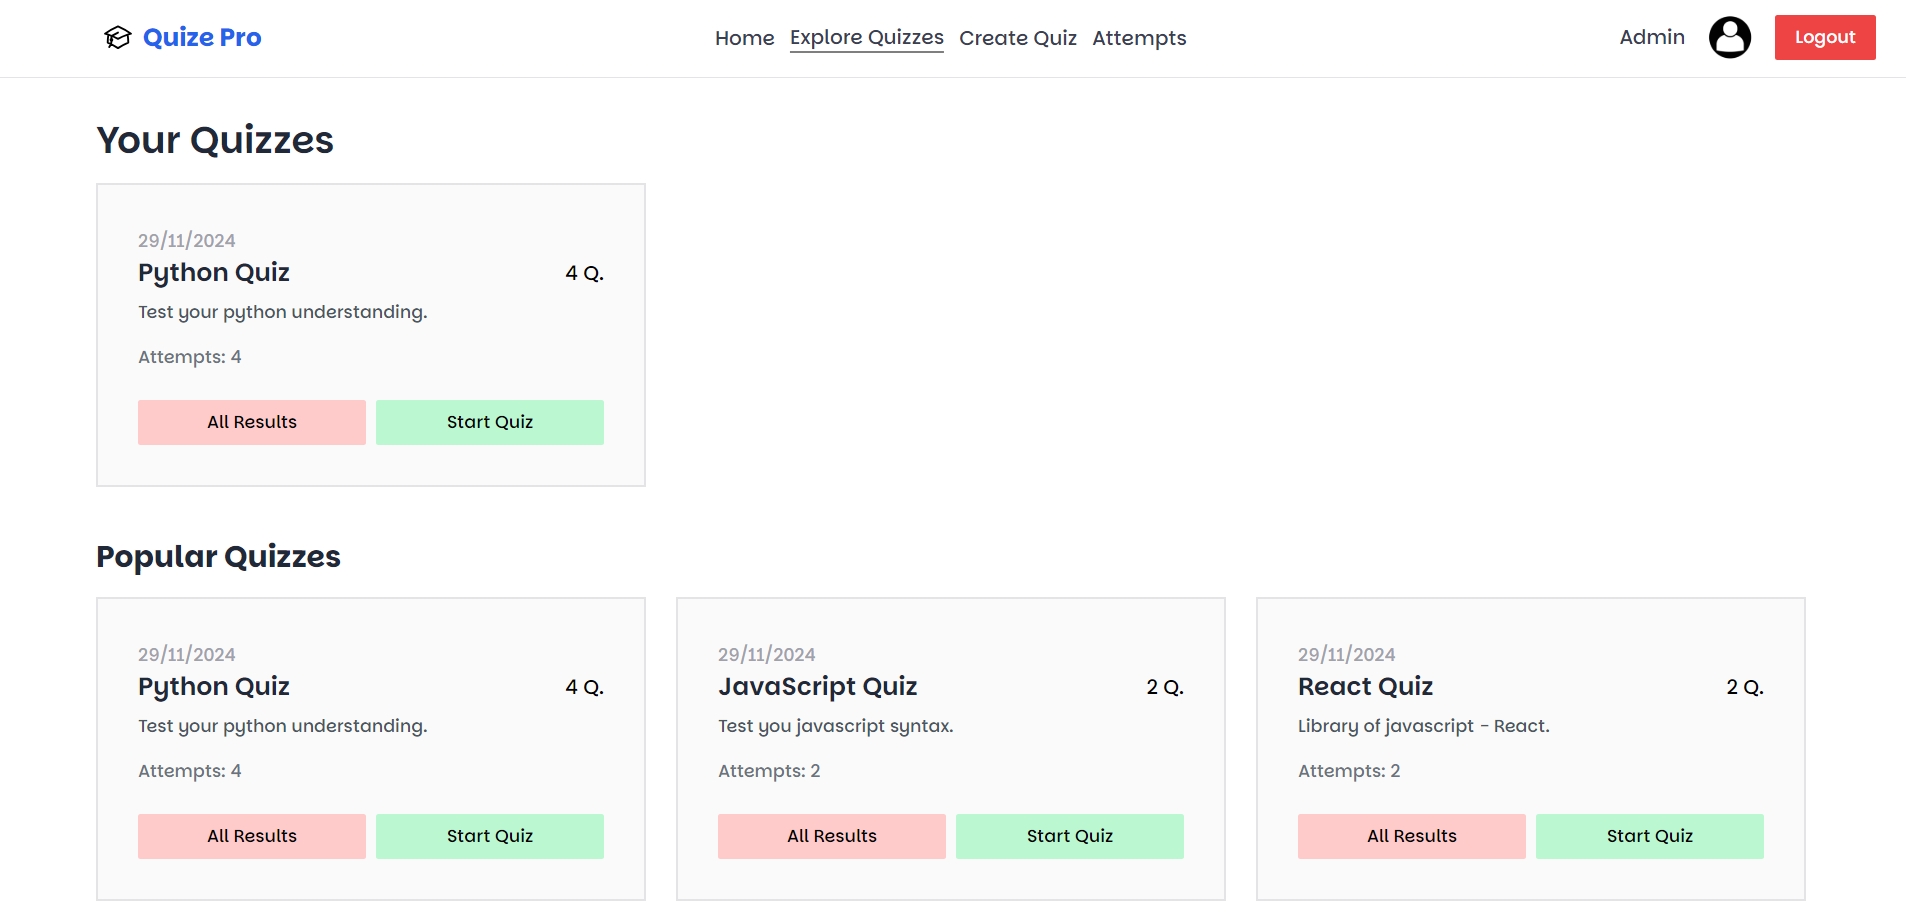 Quize Pro
Home Explore Quizzes Create Quiz Attempts
Admin
Logout
Your Quizzes
29/11/2024
Python Quiz 4 Q.
Test your python understanding.
Attempts: 4
All Results Start Quiz
Popular Quizzes
29/11/2024
Python Quiz 4 Q.
Test your python understanding.
Attempts: 4
All Results Start Quiz
29/11/2024
JavaScript Quiz 2 Q.
Test you javascript syntax.
Attempts: 2
All Results Start Quiz
29/11/2024
React Quiz 2 Q.
Library of javascript - React.
Attempts: 2
All Results Start Quiz